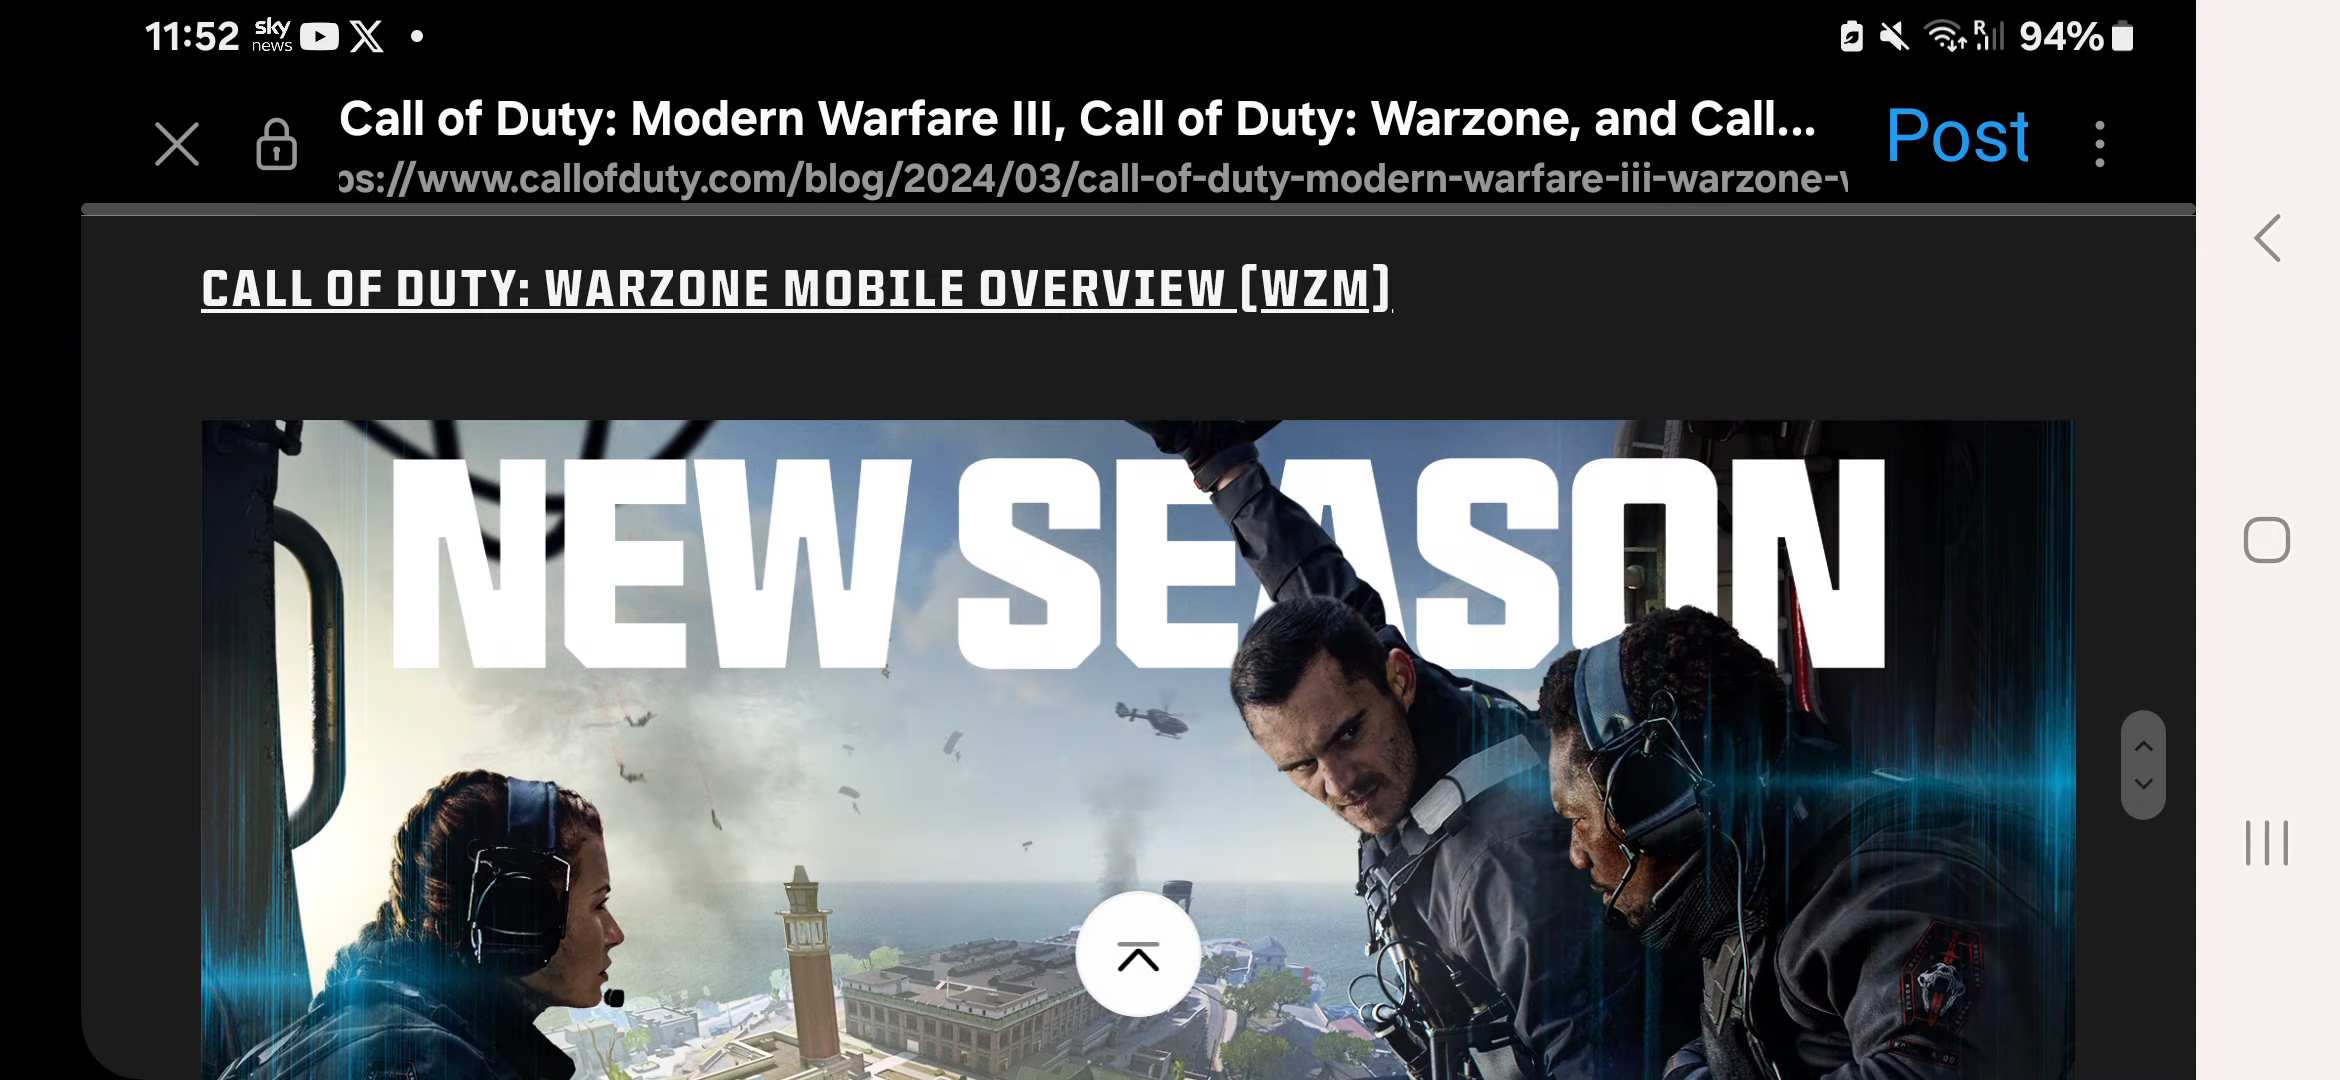 11:52 sky news R 94%
Call of Duty: Modern Warfare III, Call of Duty: Warzone, and Call... Post
ps://www.callofduty.com/blog/2024/03/call-of-duty-modern-warfare-iii-warzone-
CALL OF DUTY: WARZONE MOBILE OVERVIEW [WZM]
NEW SEASON